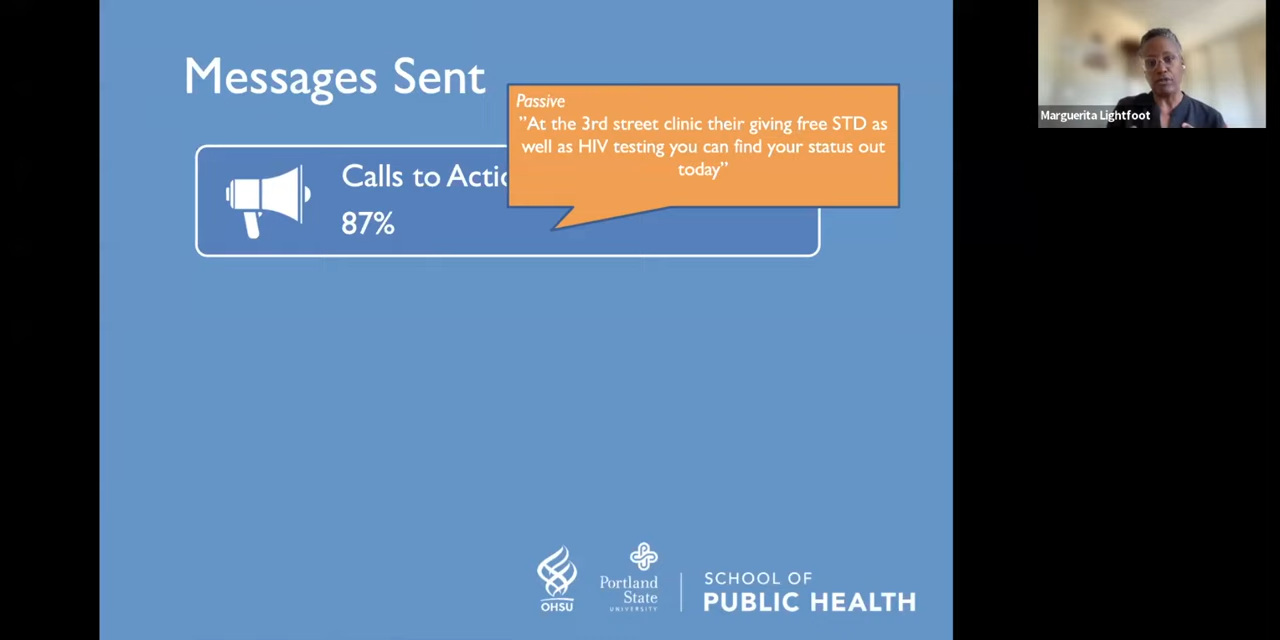 Messages Sent
Passive
”At the 3rd street clinic their giving free STD as
well as HIV testing you can find your status out
today”
Calls to Actio
87%
Marguerita Lightfoot
OHSU
Portland
State
UNIVERSITY
SCHOOL OF
PUBLIC HEALTH